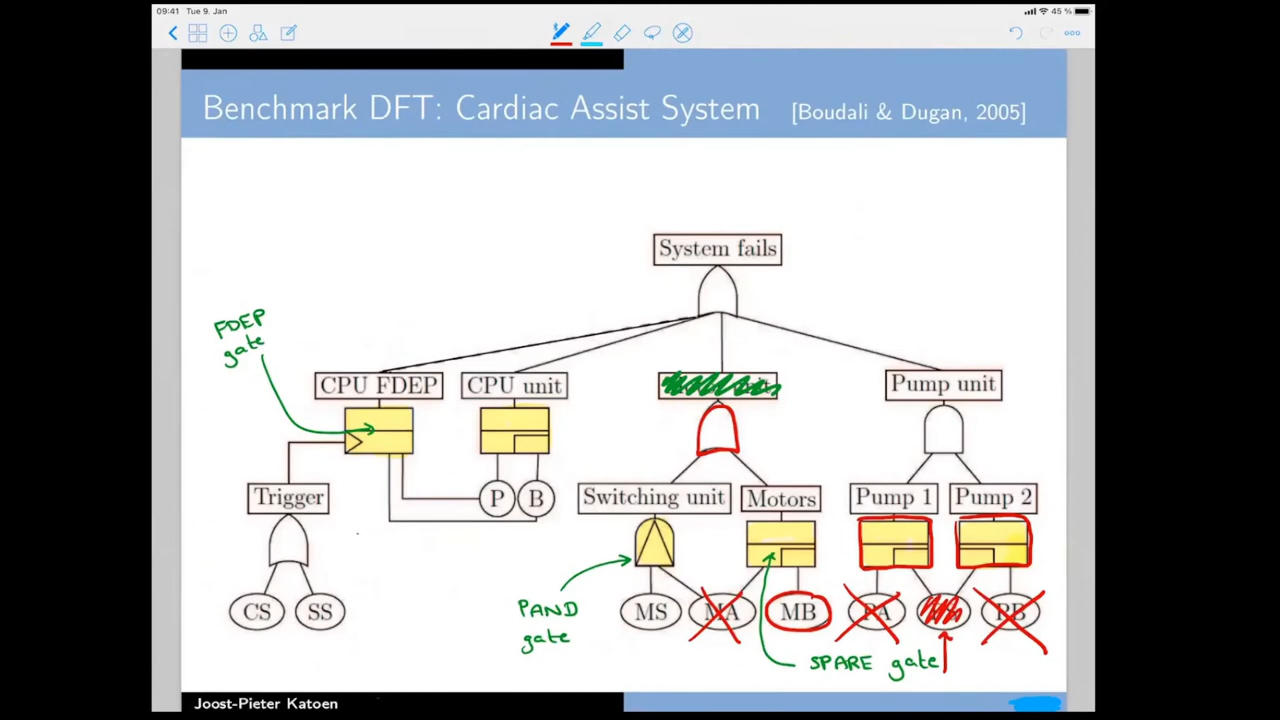 09:41 Tue 9. Jan
45 %
Benchmark DFT: Cardiac Assist System [Boudali & Dugan, 2005]
System fails
FDEP
gate
CPU FDEP
CPU unit
Pump unit
Trigger
P
B
Switching unit
Motors
Pump 1
Pump 2
CS
SS
MS
MA
MB
PA
PB
PAND
gate
SPARE gate
Joost-Pieter Katoen